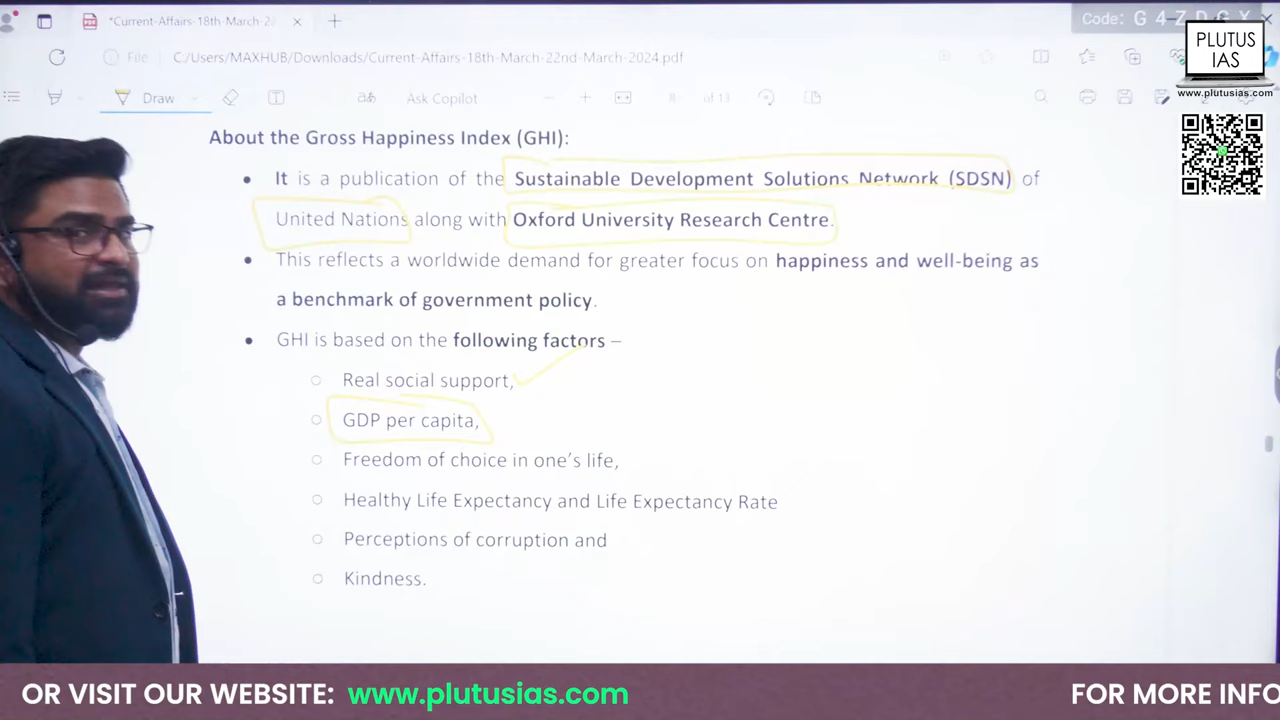 *Current-Affairs-18th-March-22
Code: G 4 Z D G X
File
C:/Users/MAXHUB/Downloads/Current-Affairs-18th-March-22nd-March-2024.pdf
PLUTUS
IAS
www.plutusias.com
Draw
Ask Copilot
8 of 13
About the Gross Happiness Index (GHI):
• It is a publication of the Sustainable Development Solutions Network (SDSN) of
United Nations along with Oxford University Research Centre.
• This reflects a worldwide demand for greater focus on happiness and well-being as
a benchmark of government policy.
• GHI is based on the following factors –
○ Real social support,
○ GDP per capita,
○ Freedom of choice in one's life,
○ Healthy Life Expectancy and Life Expectancy Rate
○ Perceptions of corruption and
○ Kindness.
OR VISIT OUR WEBSITE: www.plutusias.com
FOR MORE INFO